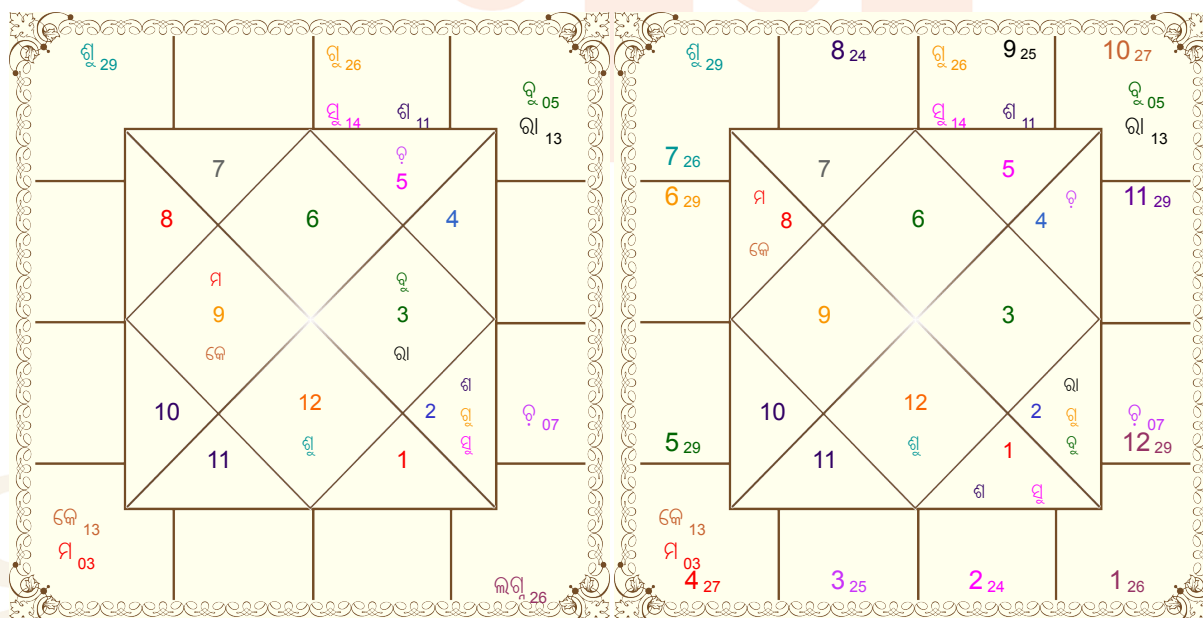 ଶୁ 29
ଗୁ 26
ସୁ 14
ଶ 11
ବୁ 05
ରା 13
7
ଚ଼
5
8
6
4
ମ
9
କେ
ବୁ
3
ରା
10
12
ଶୁ
2
ଶ
ଗୁ
ସୁ
11
1
ଚ଼ 07
କେ 13
ମ 03
ଲଗ୍ନ 26
ଶୁ 29
8 24
ଗୁ 26
9 25
10 27
ସୁ 14
ଶ 11
ବୁ 05
ରା 13
7 26
6 29
11 29
7
5
ମ
8
କେ
6
ଚ଼
4
9
3
10
12
ଶୁ
2
ରା
ଗୁ
ବୁ
11
1
ଶ
ସୁ
5 29
ଚ଼ 07
12 29
କେ 13
ମ 03
4 27
3 25
2 24
1 26